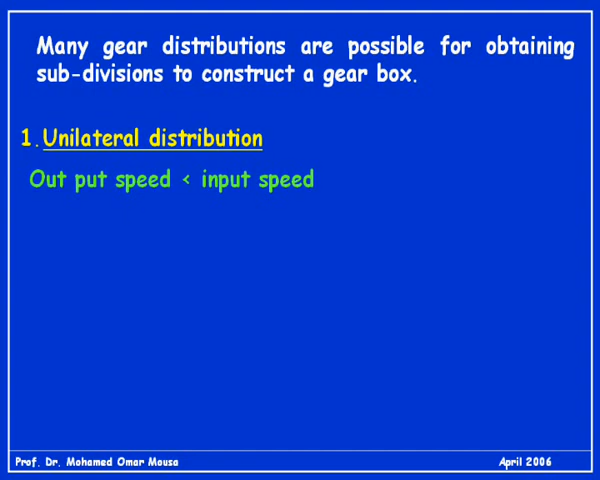 Many gear distributions are possible for obtaining
sub-divisions to construct a gear box.
1. Unilateral distribution
Out put speed < input speed
Prof. Dr. Mohamed Omar Mousa
April 2006